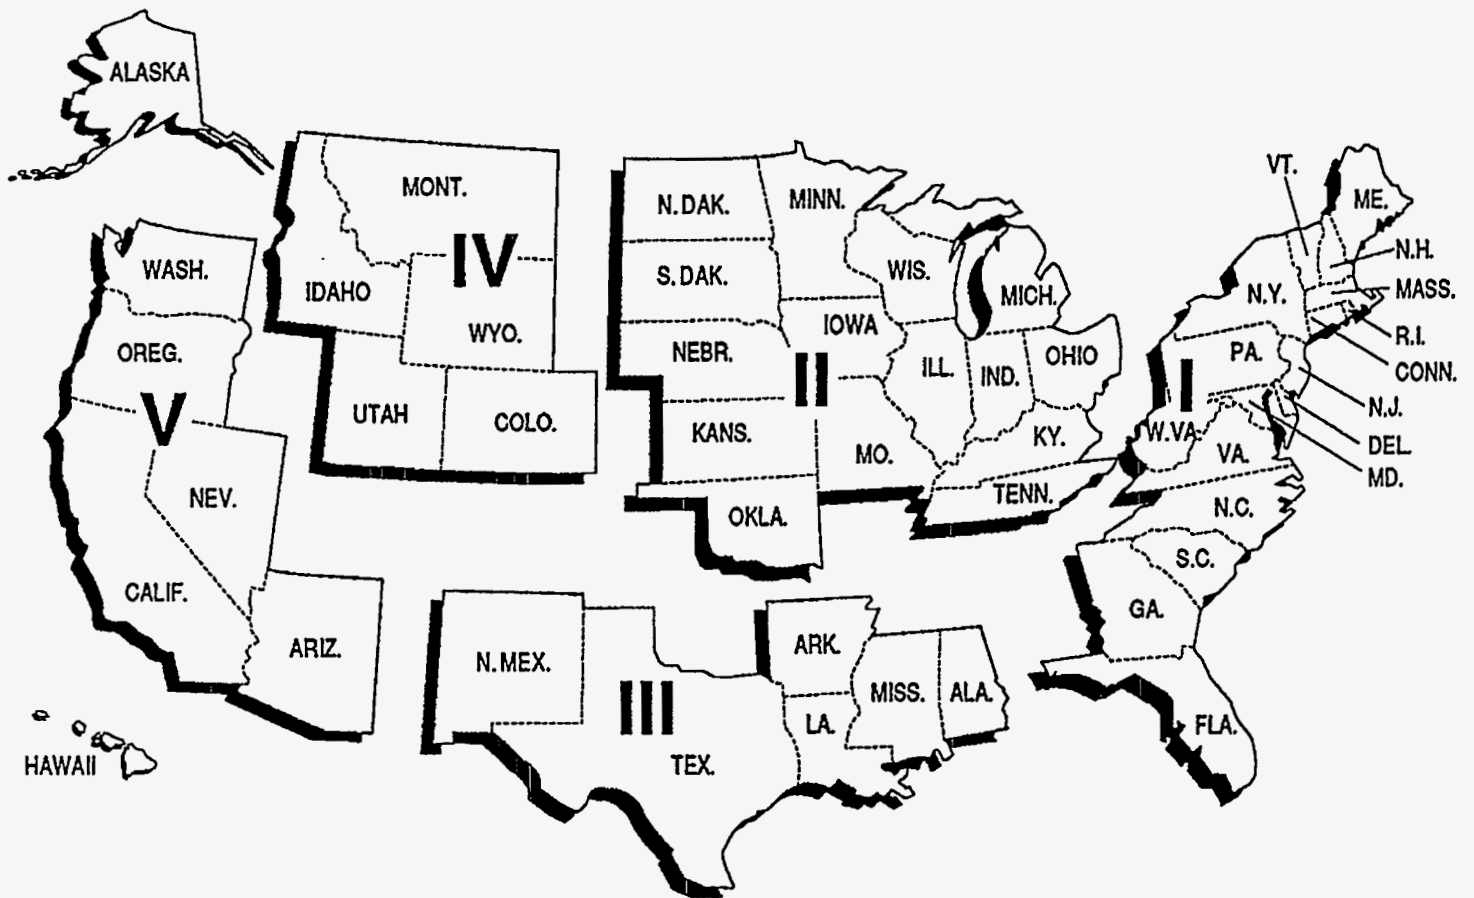 ALASKA
MONT.
IV
IDAHO
WYO.
UTAH
COLO.
WASH.
OREG.
V
NEV.
CALIF.
ARIZ.
HAWAII
N.DAK.
MINN.
S.DAK.
WIS.
MICH.
IOWA
NEBR.
II
ILL.
IND.
OHIO
KANS.
MO.
KY.
OKLA.
TENN.
N.MEX.
III
TEX.
ARK.
LA.
MISS.
ALA.
VT.
ME.
N.H.
MASS.
N.Y.
R.I.
CONN.
PA.
I
N.J.
DEL.
MD.
W.VA.
VA.
N.C.
S.C.
GA.
FLA.